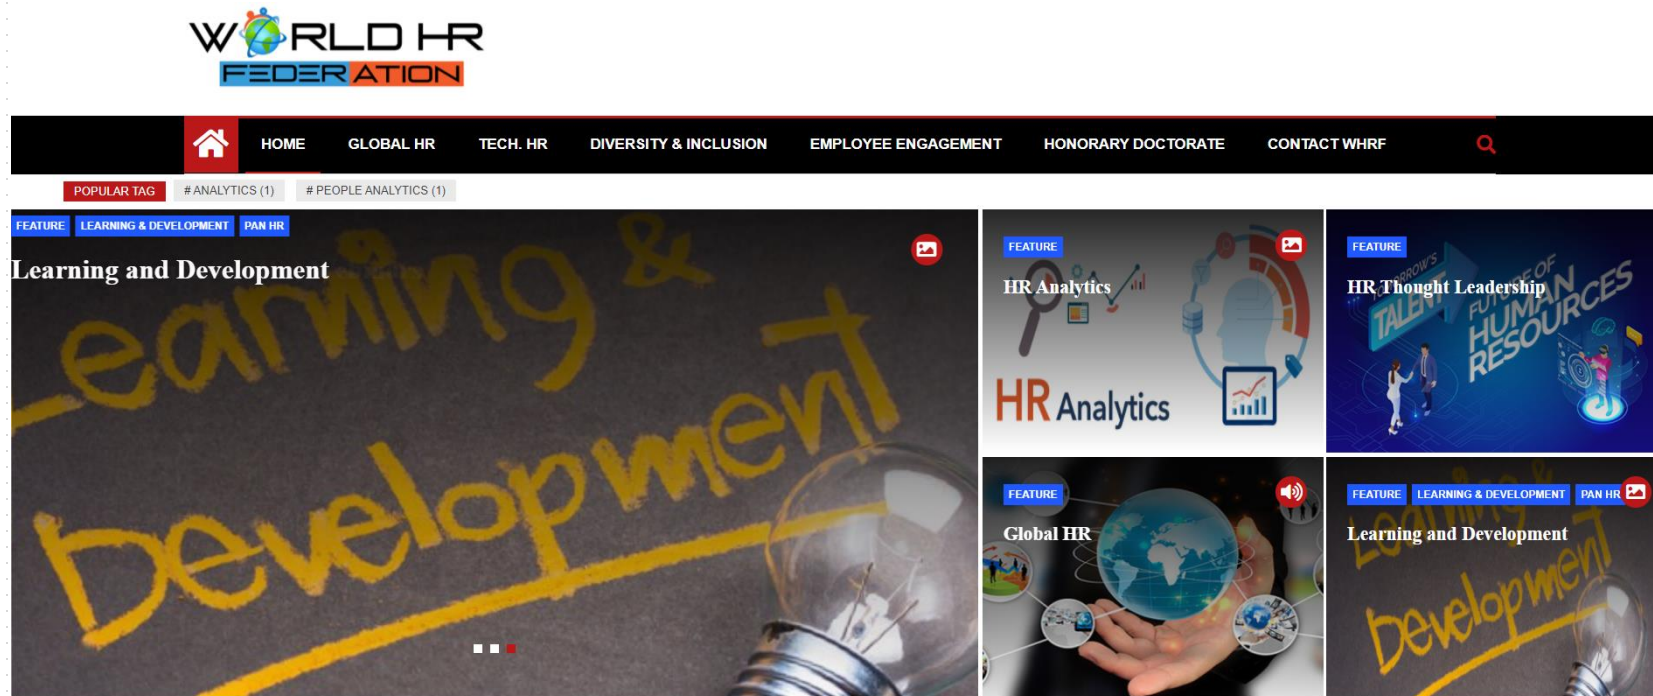 WORLD HR
FEDERATION
HOME GLOBAL HR TECH. HR DIVERSITY & INCLUSION EMPLOYEE ENGAGEMENT HONORARY DOCTORATE CONTACT WHRF
POPULAR TAG # ANALYTICS (1) # PEOPLE ANALYTICS (1)
FEATURE LEARNING & DEVELOPMENT PAN HR
Learning and Development
Learning &
Development
FEATURE
HR Analytics
HR Analytics
FEATURE
HR Thought Leadership
TOMORROW'S
TALENT
FUTURE OF
HUMAN
RESOURCES
FEATURE
Global HR
FEATURE LEARNING & DEVELOPMENT PAN HR
Learning and Development
Learning &
Development